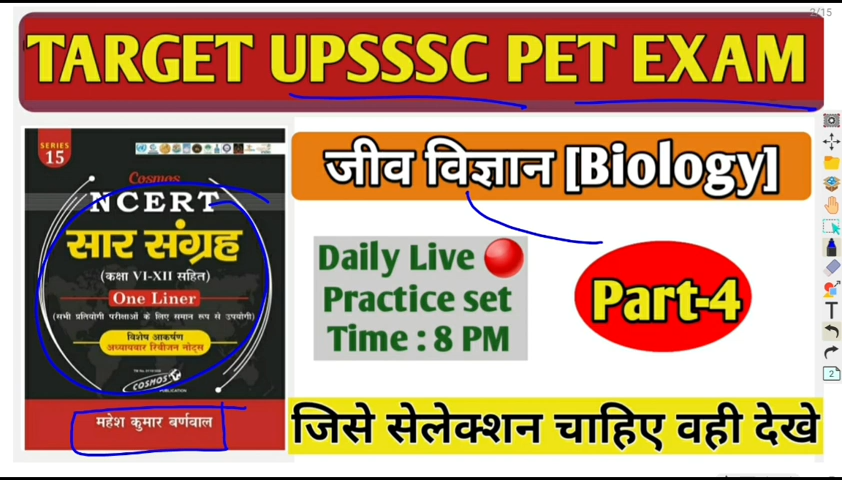 2/15
TARGET UPSSSC PET EXAM
SERIES
15
Cosmos
NCERT
सार संग्रह
(कक्षा VI-XII सहित)
One Liner
(सभी प्रतियोगी परीक्षाओं के लिए समान रूप से उपयोगी)
विशेष आकर्षण
अध्यायवार रिवीजन नोट्स
COSMOS
PUBLICATION
महेश कुमार बर्णवाल
जीव विज्ञान [Biology]
Daily Live
Practice set
Time : 8 PM
Part-4
जिसे सेलेक्शन चाहिए वही देखे
T
2